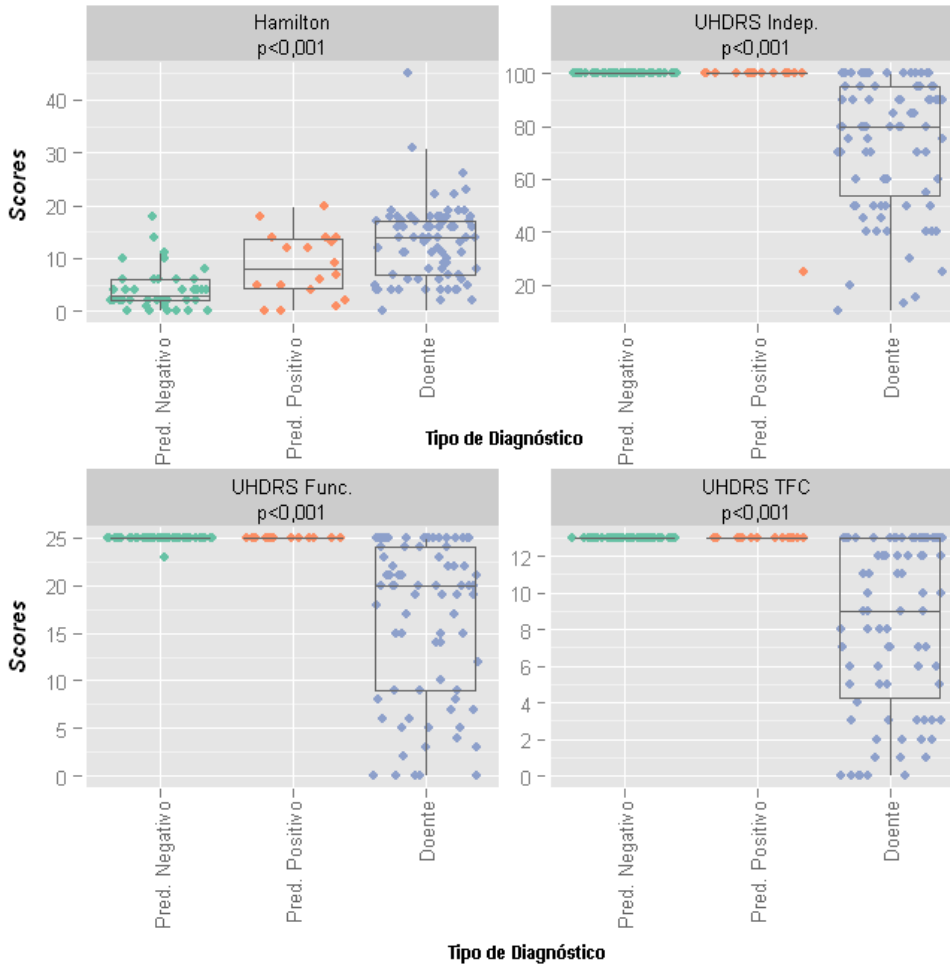 Hamilton
p<0,001
UHDRS Indep.
p<0,001
Scores
40
30
20
10
0
100
80
60
40
20
Pred. Negativo
Pred. Positivo
Doente
Pred. Negativo
Pred. Positivo
Doente
Tipo de Diagnóstico
UHDRS Func.
p<0,001
UHDRS TFC
p<0,001
Scores
25
20
15
10
5
0
12
10
8
6
4
2
0
Pred. Negativo
Pred. Positivo
Doente
Pred. Negativo
Pred. Positivo
Doente
Tipo de Diagnóstico